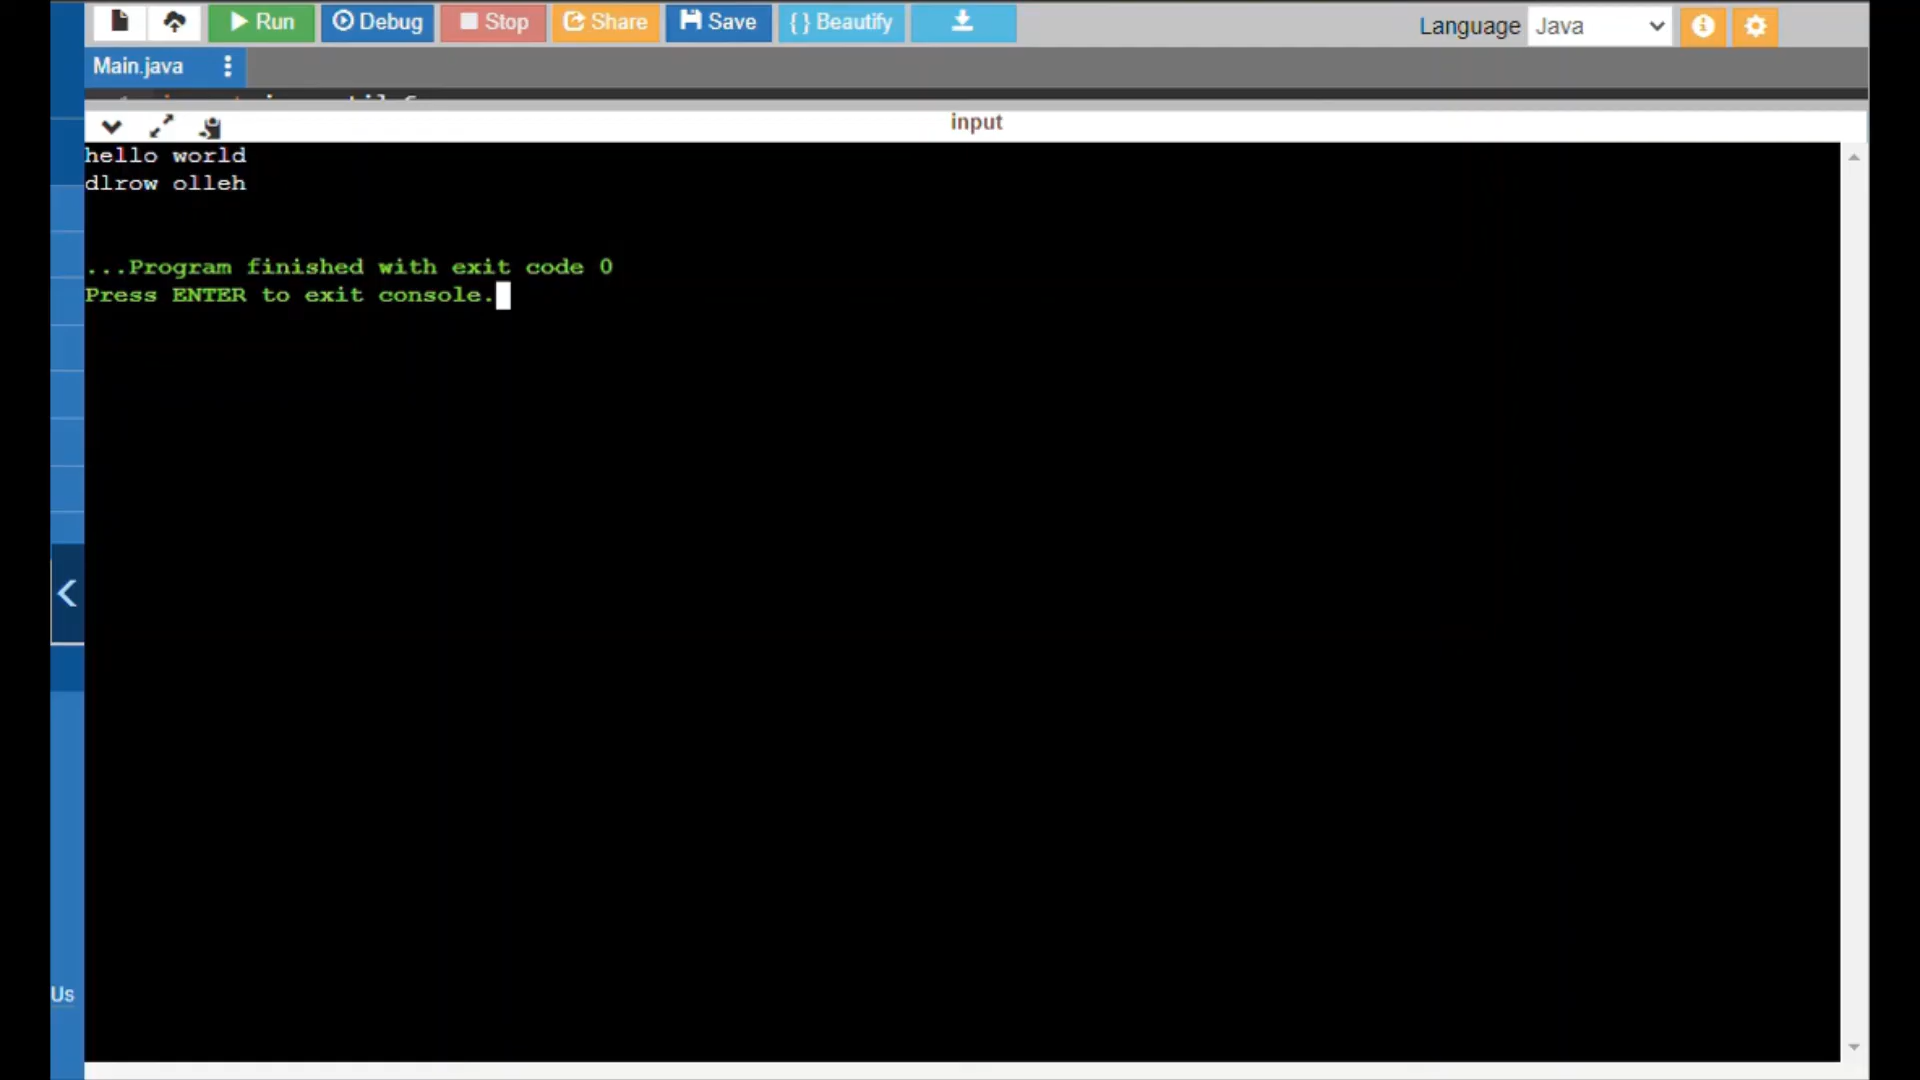 Run Debug Stop Share Save { } Beautify Language Java
Main.java
input
hello world
dlrow olleh
...Program finished with exit code 0
Press ENTER to exit console.
Us